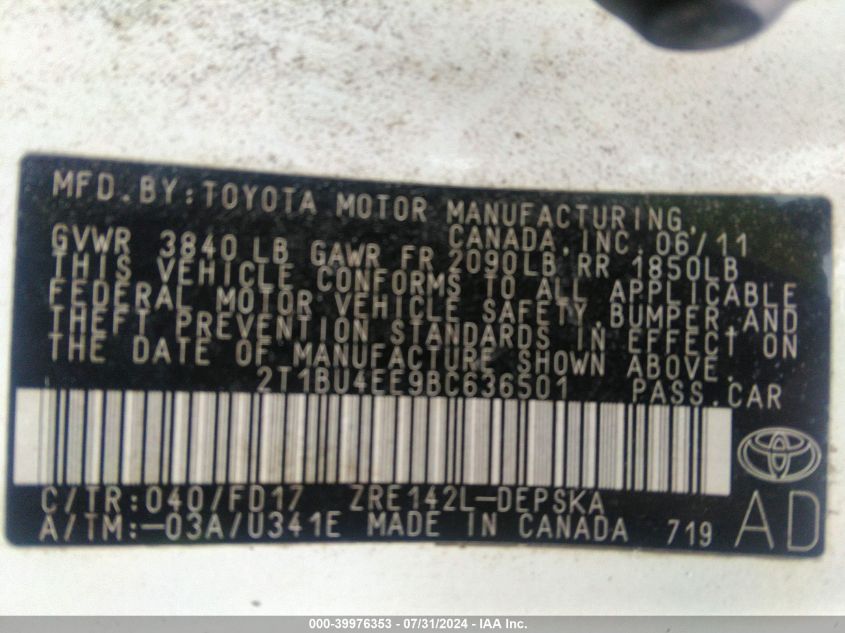 MFD. BY: TOYOTA MOTOR MANUFACTURING,
CANADA, INC. 06/11
GVWR 3840 LB GAWR FR 2090LB RR 1850LB
THIS VEHICLE CONFORMS TO ALL APPLICABLE
FEDERAL MOTOR VEHICLE SAFETY, BUMPER, AND
THEFT PREVENTION STANDARDS IN EFFECT ON
THE DATE OF MANUFACTURE SHOWN ABOVE.
2T1BU4EE9BC636501 PASS. CAR
C/TR: 040/FD17 ZRE142L-DEPSKA
A/TM: -03A/U341E MADE IN CANADA 719 AD
000-39976353 - 07/31/2024 - IAA Inc.